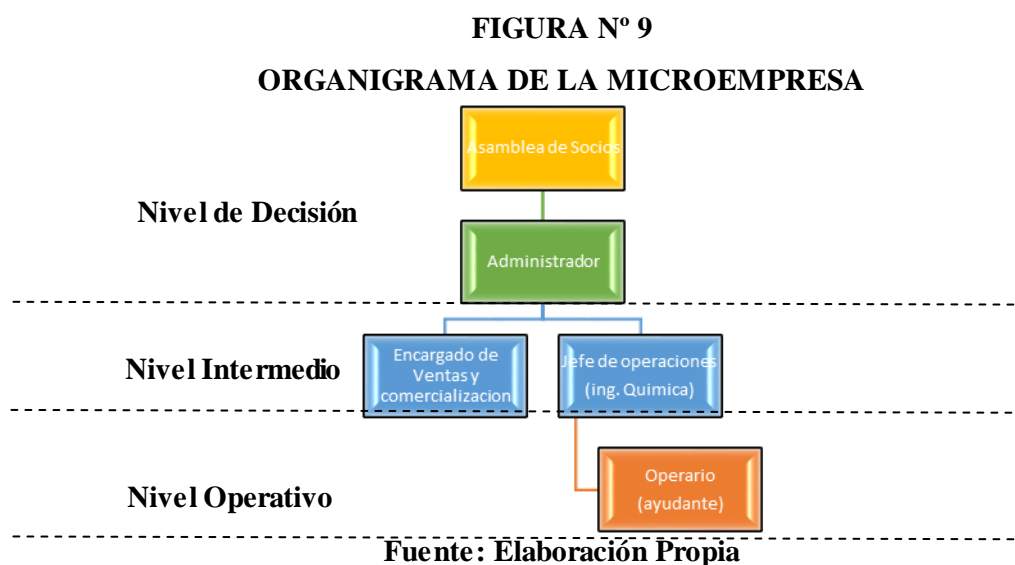 FIGURA Nº 9
ORGANIGRAMA DE LA MICROEMPRESA
Asamblea de Socios
Nivel de Decisión
Administrador
Nivel Intermedio
Encargado de
Ventas y
comercializacion
Jefe de operaciones
(ing. Quimica)
Nivel Operativo
Operario
(ayudante)
Fuente: Elaboración Propia